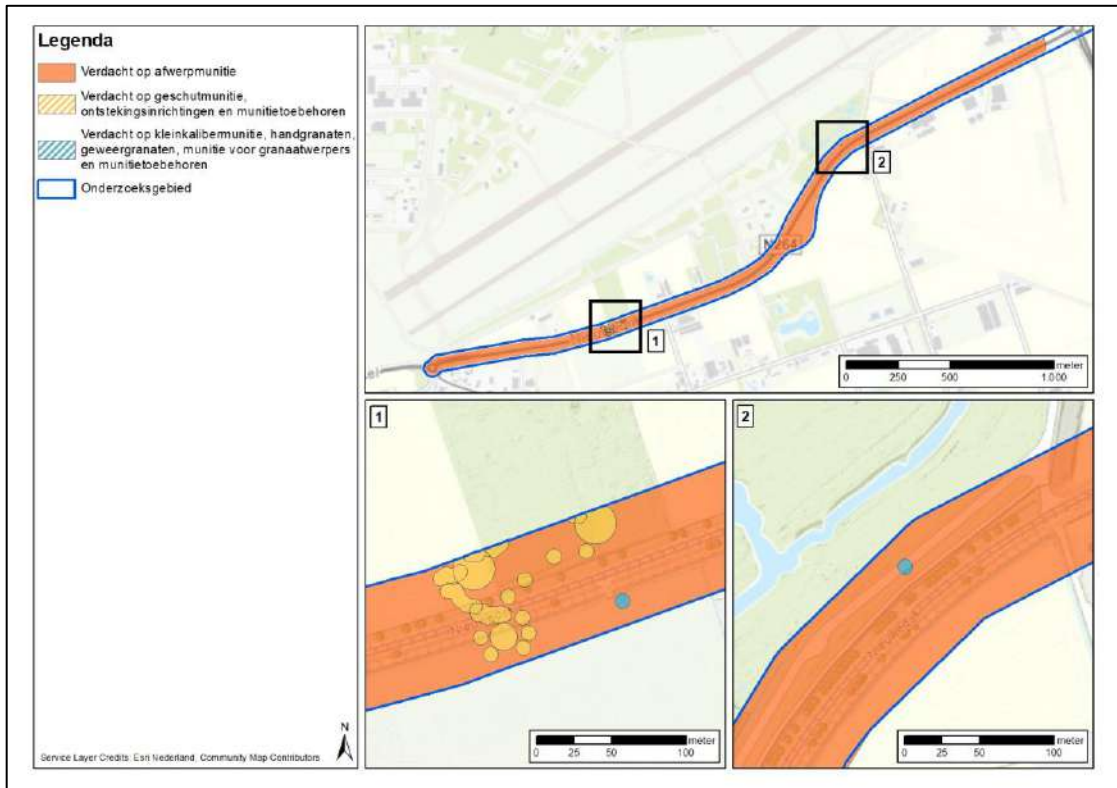 Legenda
Verdacht op afwerpmunitie
Verdacht op geschutmunitie,
ontstekingsinrichtingen en munitietoebehoren
Verdacht op kleinkalibermunitie, handgranaten,
geweergranaten, munitie voor granaatwerpers
en munitietoebehoren
Onderzoeksgebied
N
Service Layer Credits: Esri Nederland, Community Map Contributors
2
N264
1
meter
0 250 500 1.000
1
meter
0 25 50 100
2
meter
0 25 50 100